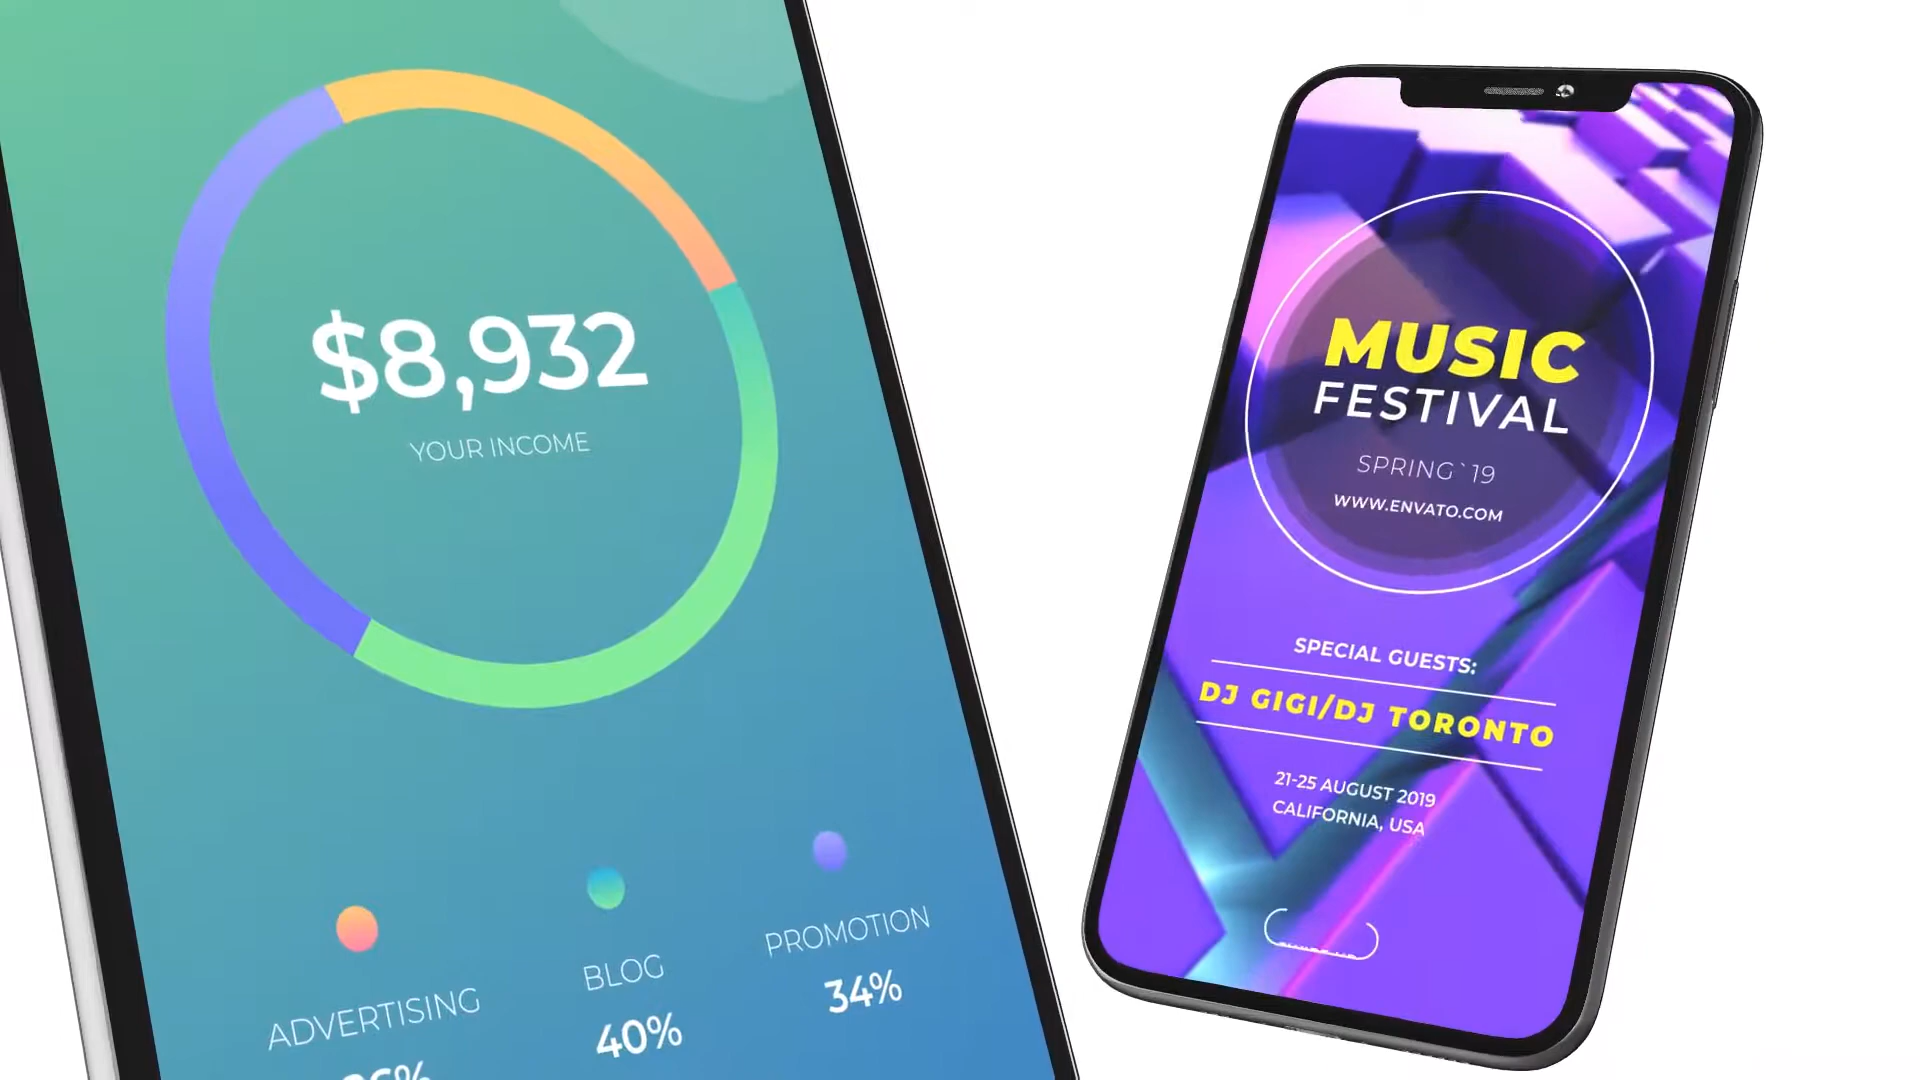 $8,932
YOUR INCOME
ADVERTISING
BLOG
40%
PROMOTION
34%
MUSIC
FESTIVAL
SPRING`19
WWW.ENVATO.COM
SPECIAL GUESTS:
DJ GIGI/DJ TORONTO
21-25 AUGUST 2019
CALIFORNIA, USA